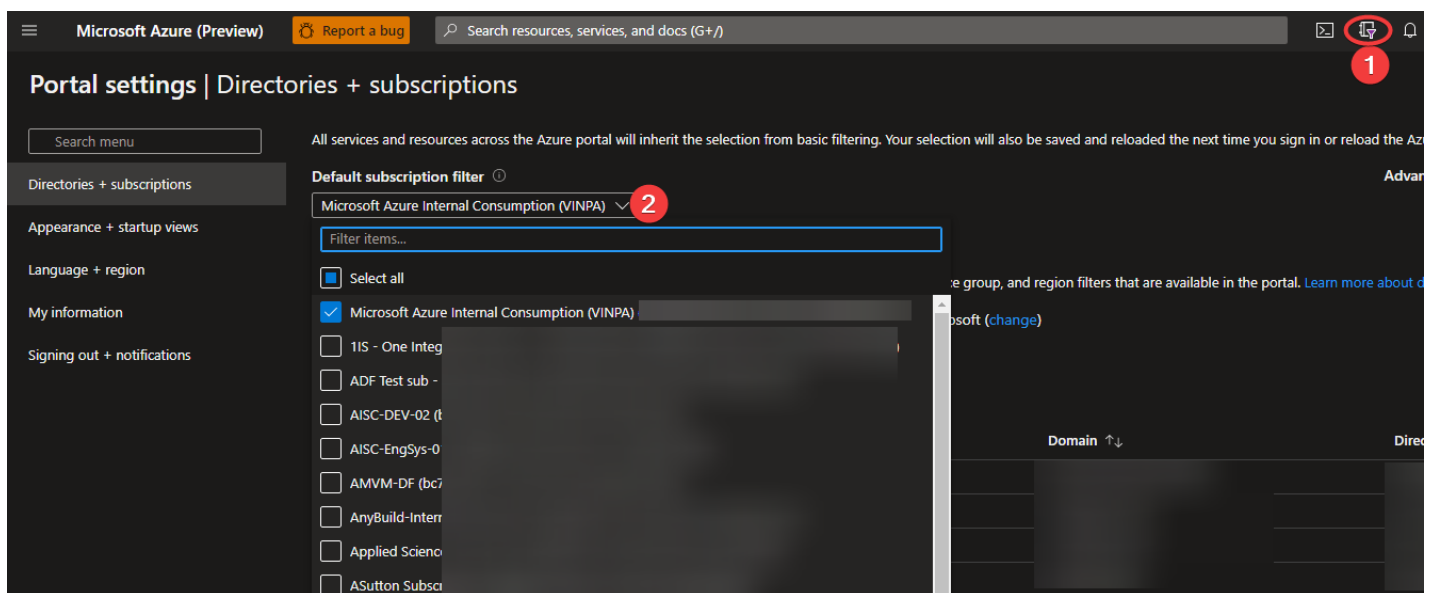 Microsoft Azure (Preview)
Report a bug
Search resources, services, and docs (G+/)
1
Portal settings | Directories + subscriptions
Search menu
Directories + subscriptions
Appearance + startup views
Language + region
My information
Signing out + notifications
All services and resources across the Azure portal will inherit the selection from basic filtering. Your selection will also be saved and reloaded the next time you sign in or reload the Az
Default subscription filter
Advan
Microsoft Azure Internal Consumption (VINPA)
2
Filter items...
Select all
e group, and region filters that are available in the portal. Learn more about d
Microsoft Azure Internal Consumption (VINPA)
osoft (change)
1IS - One Integ
ADF Test sub -
AISC-DEV-02 (b
AISC-EngSys-0
Domain
Direc
AMVM-DF (bc7
AnyBuild-Intern
Applied Science
ASutton Subscr